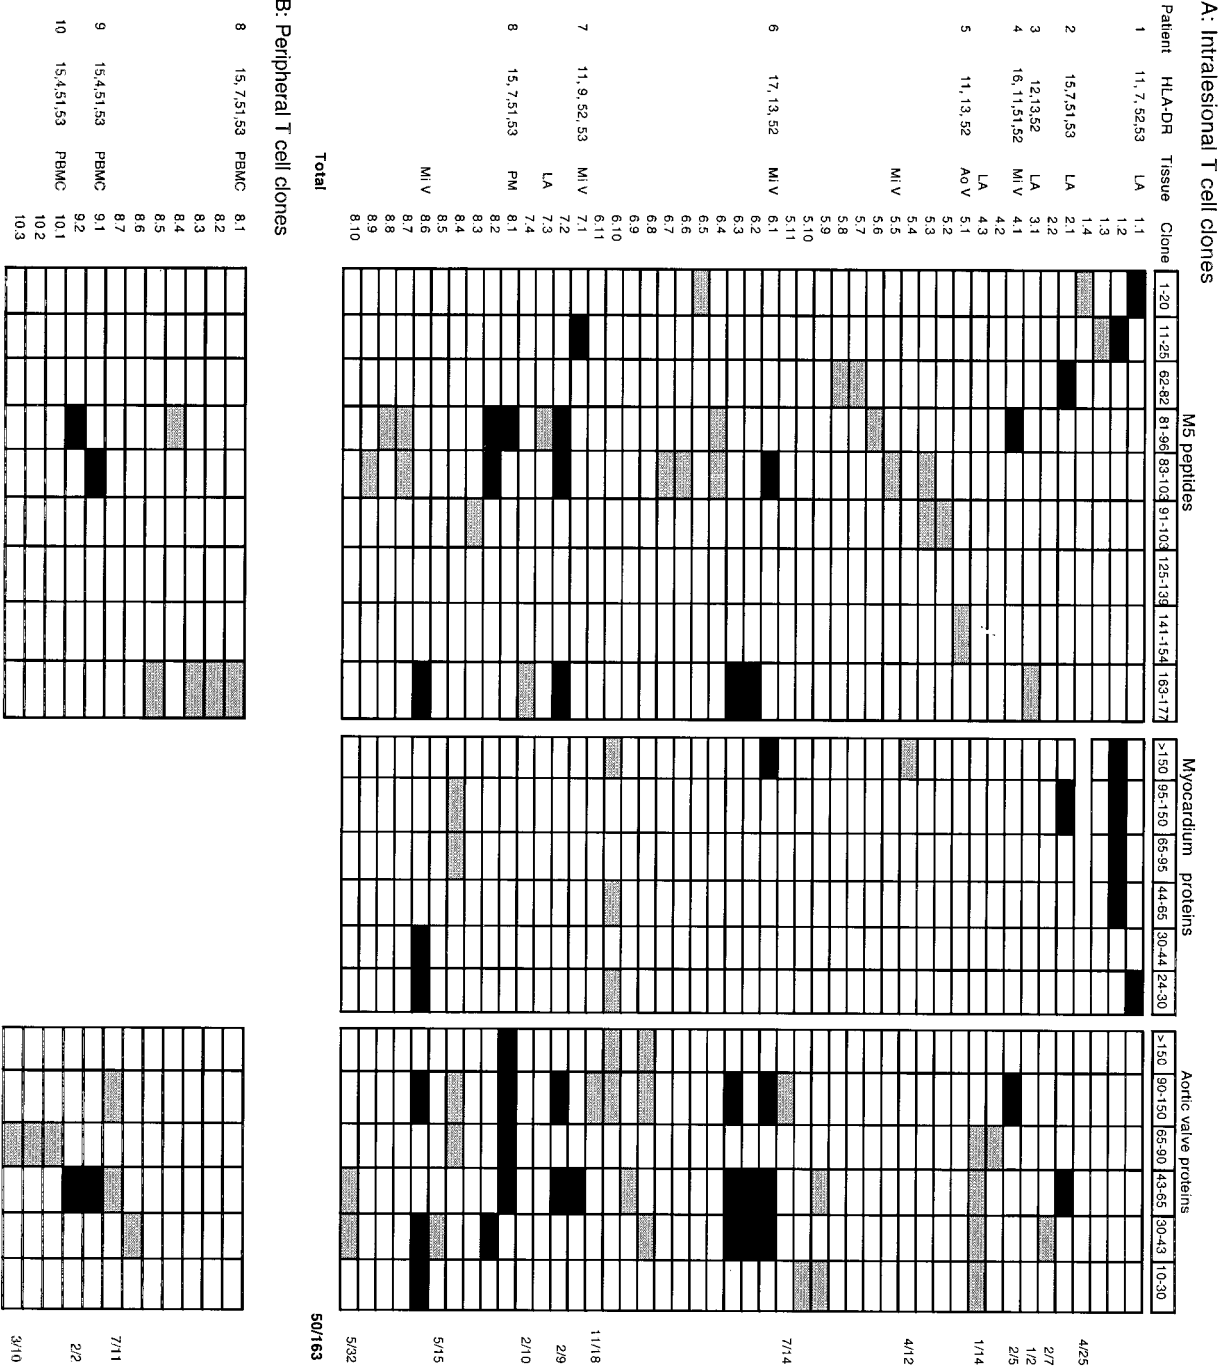 A: Intralesional T cell clones
M5 peptides Myocardium proteins Aortic valve proteins
Patient HLA-DR Tissue Clone 1-20 11-25 62-82 81-96 83-103 91-103 125-139 141-154 163-177 >150 95-150 65-95 44-65 30-44 24-30 >150 90-150 65-90 43-65 30-43 10-30
1 11, 7, 52,53 LA 1.1
1.2
1.3
1.4 4/25
2 15,7,51,53 LA 2.1
2.2 2/7
3 12,13,52 LA 3.1 1/2
4 16, 11,51,52 Mi V 4.1 2/5
4.2
LA 4.3 1/14
5 11, 13, 52 Ao V 5.1
5.2
5.3
5.4 4/12
Mi V 5.5
5.6
5.7
5.8
5.9
5.10
5.11 7/14
6 17, 13, 52 Mi V 6.1
6.2
6.3
6.4
6.5
6.6
6.7
6.8
6.9
6.10
6.11 11/18
7 11, 9, 52, 53 Mi V 7.1
7.2 2/9
LA 7.3
7.4 2/10
8 15, 7,51,53 PM 8.1
8.2
8.3
8.4
8.5 5/15
Mi V 8.6
8.7
8.8
8.9
8.10 5/32
Total 50/163
B: Peripheral T cell clones
8 15, 7,51,53 PBMC 8.1
8.2
8.3
8.4
8.5
8.6
8.7 7/11
9 15,4,51,53 PBMC 9.1
9.2 2/2
10 15,4,51,53 PBMC 10.1
10.2
10.3 3/10